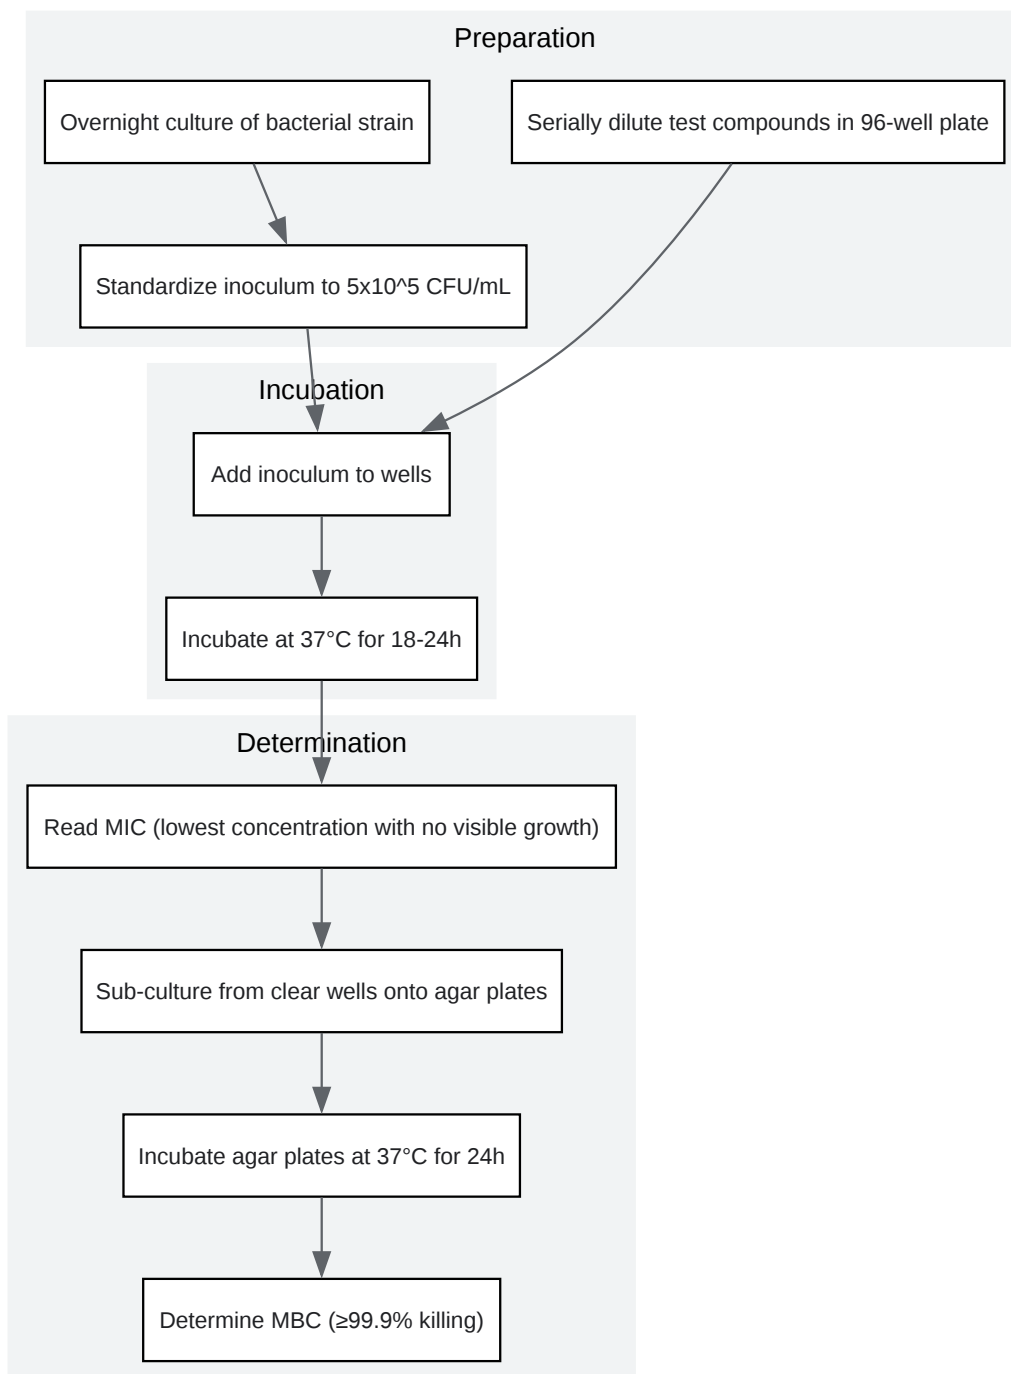 Preparation
Overnight culture of bacterial strain
Serially dilute test compounds in 96-well plate
Standardize inoculum to 5x10^5 CFU/mL
Incubation
Add inoculum to wells
Incubate at 37°C for 18-24h
Determination
Read MIC (lowest concentration with no visible growth)
Sub-culture from clear wells onto agar plates
Incubate agar plates at 37°C for 24h
Determine MBC (≥99.9% killing)